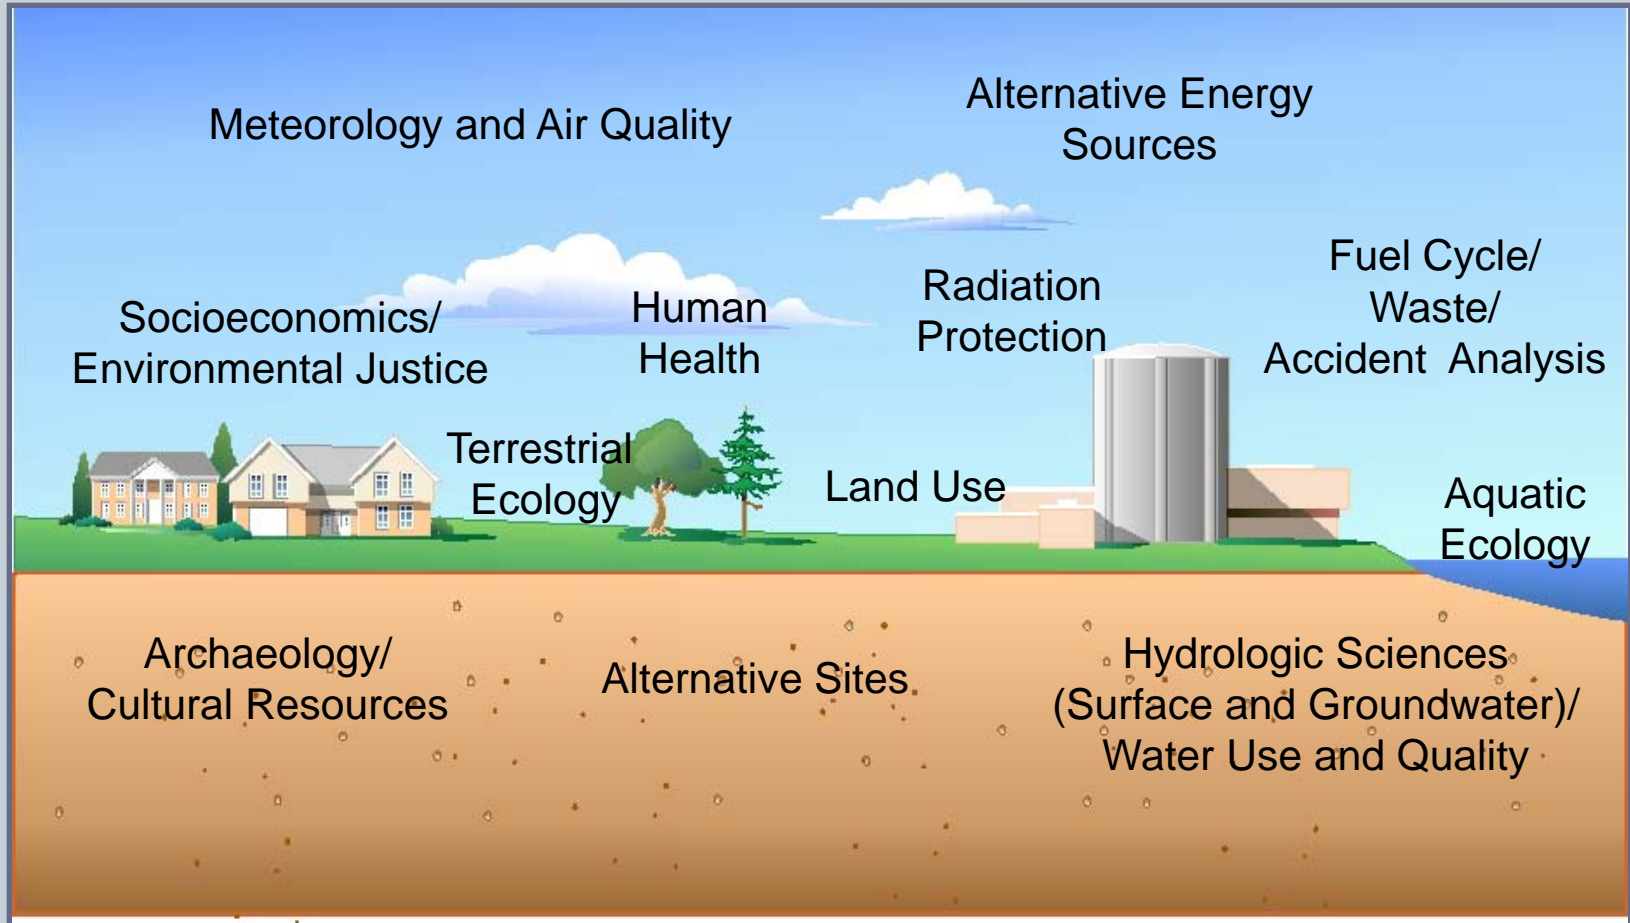 Meteorology and Air Quality
Alternative Energy
Sources
Socioeconomics/
Environmental Justice
Human
Health
Radiation
Protection
Fuel Cycle/
Waste/
Accident  Analysis
Terrestrial
Ecology
Land Use
Aquatic
Ecology
Archaeology/
Cultural Resources
Alternative Sites
Hydrologic Sciences
(Surface and Groundwater)/
Water Use and Quality